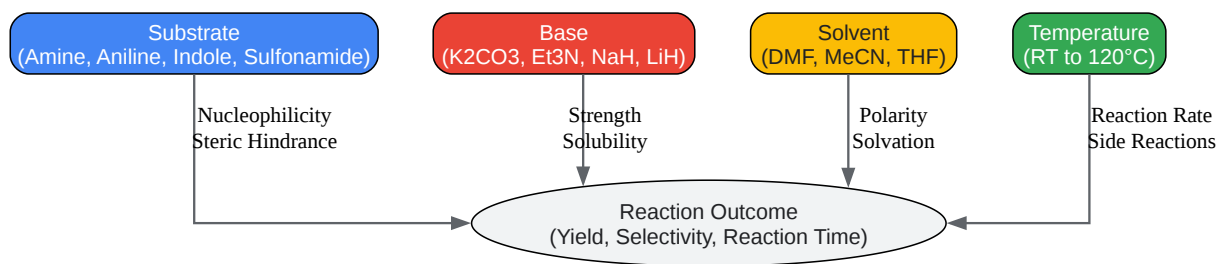 Substrate
(Amine, Aniline, Indole, Sulfonamide)
Base
(K2CO3, Et3N, NaH, LiH)
Solvent
(DMF, MeCN, THF)
Temperature
(RT to 120°C)
Nucleophilicity
Steric Hindrance
Strength
Solubility
Polarity
Solvation
Reaction Rate
Side Reactions
Reaction Outcome
(Yield, Selectivity, Reaction Time)